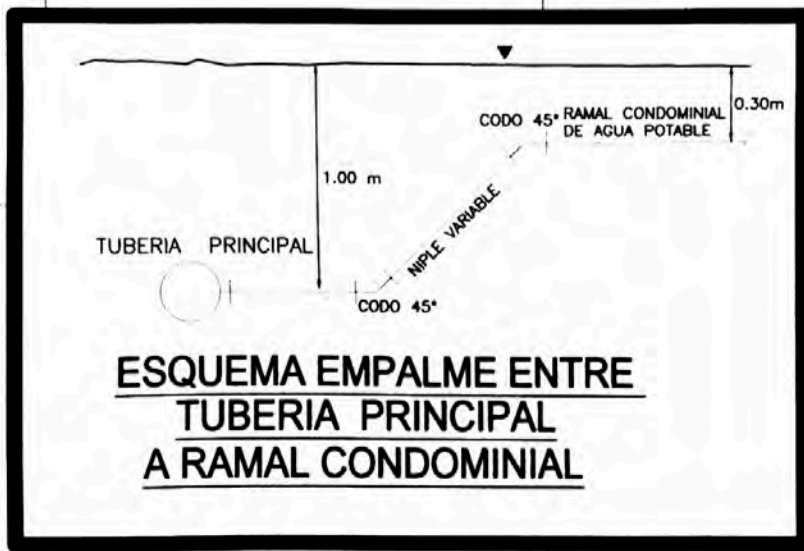 CODO 45° RAMAL CONDOMINIAL
DE AGUA POTABLE
0.30m
1.00 m
NIPLE VARIABLE
TUBERIA PRINCIPAL
CODO 45°
ESQUEMA EMPALME ENTRE
TUBERIA PRINCIPAL
A RAMAL CONDOMINIAL